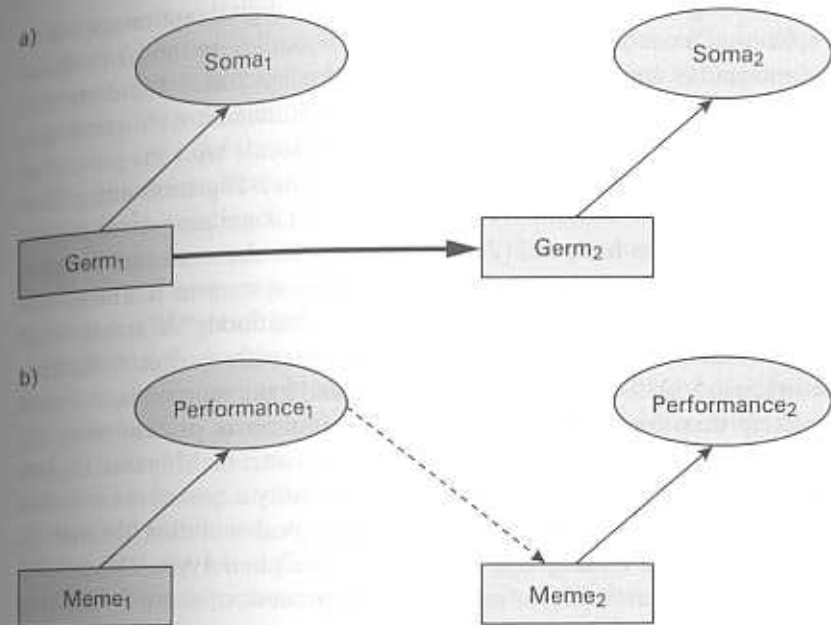 a)
Soma₁
Soma₂
Germ₁
Germ₂
b)
Performance₁
Performance₂
Meme₁
Meme₂